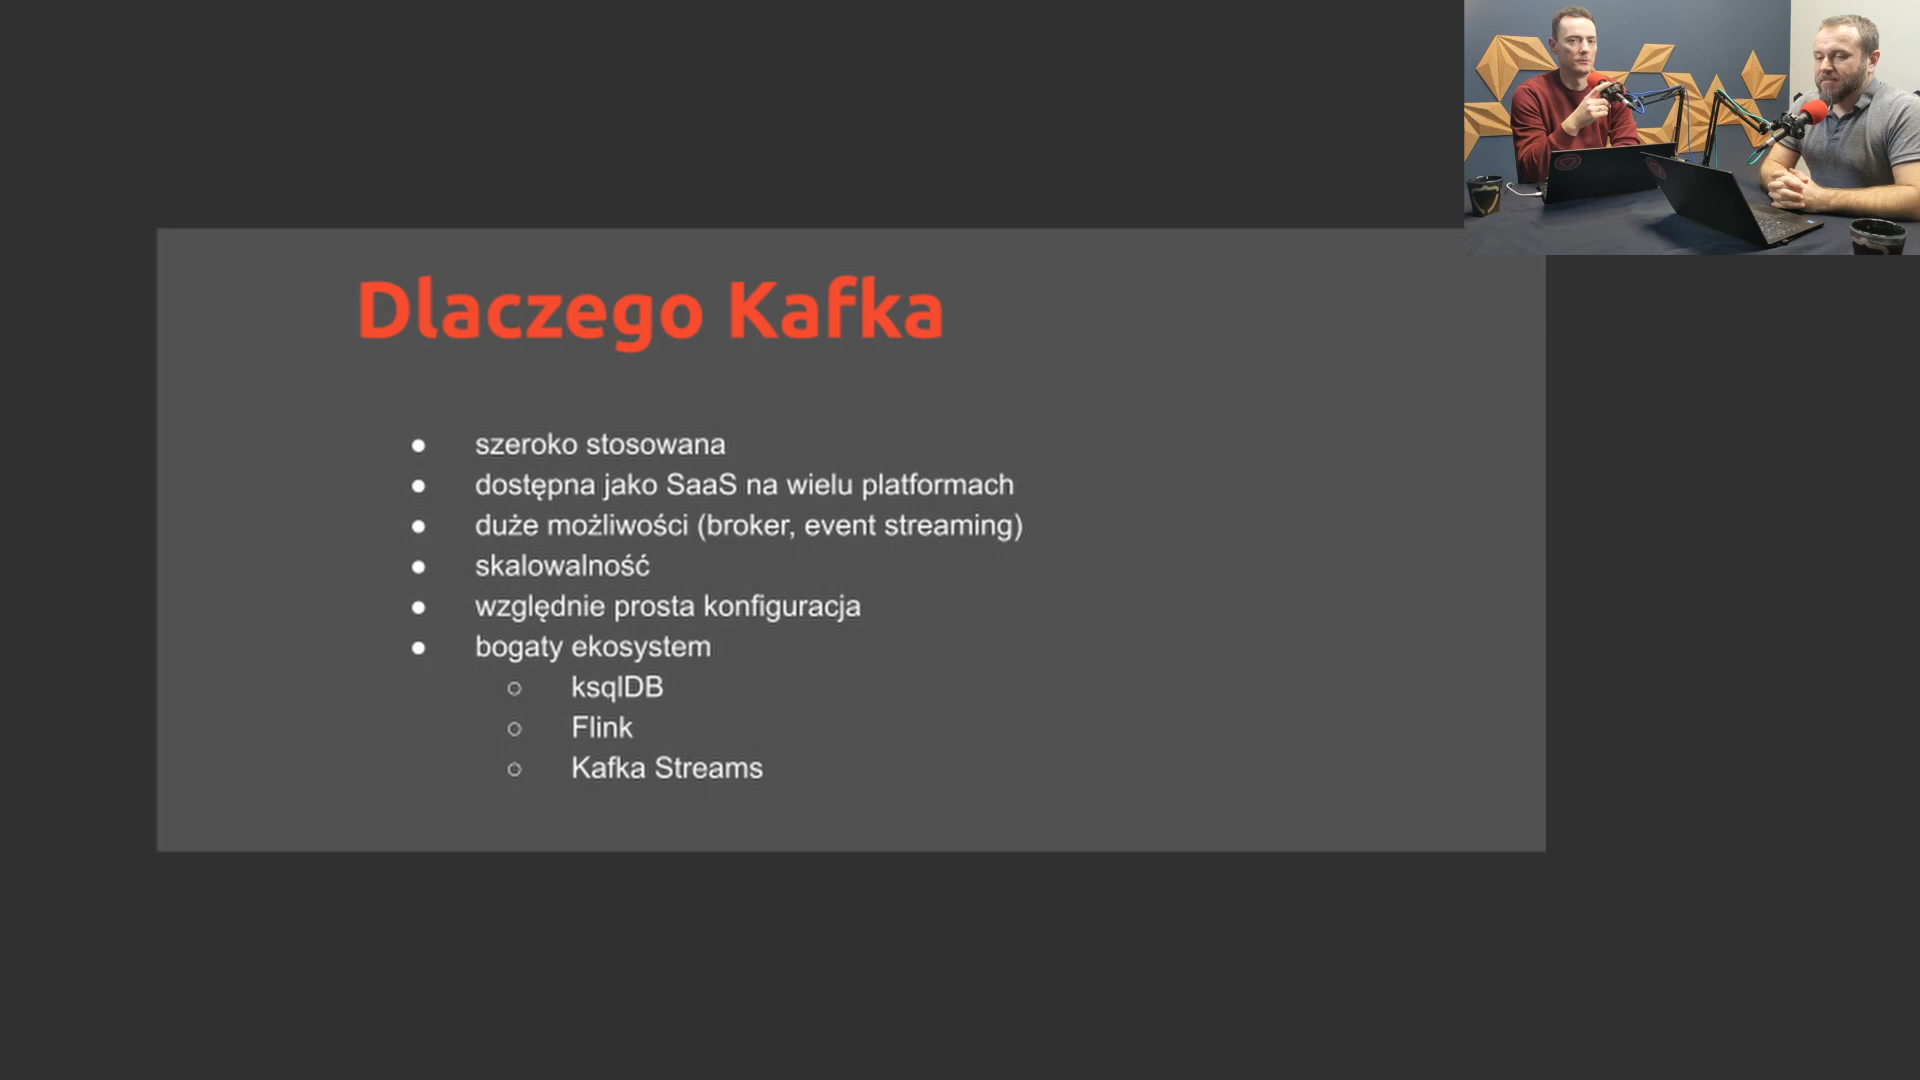 Dlaczego Kafka
● szeroko stosowana
● dostępna jako SaaS na wielu platformach
● duże możliwości (broker, event streaming)
● skalowalność
● względnie prosta konfiguracja
● bogaty ekosystem
○ ksqlDB
○ Flink
○ Kafka Streams